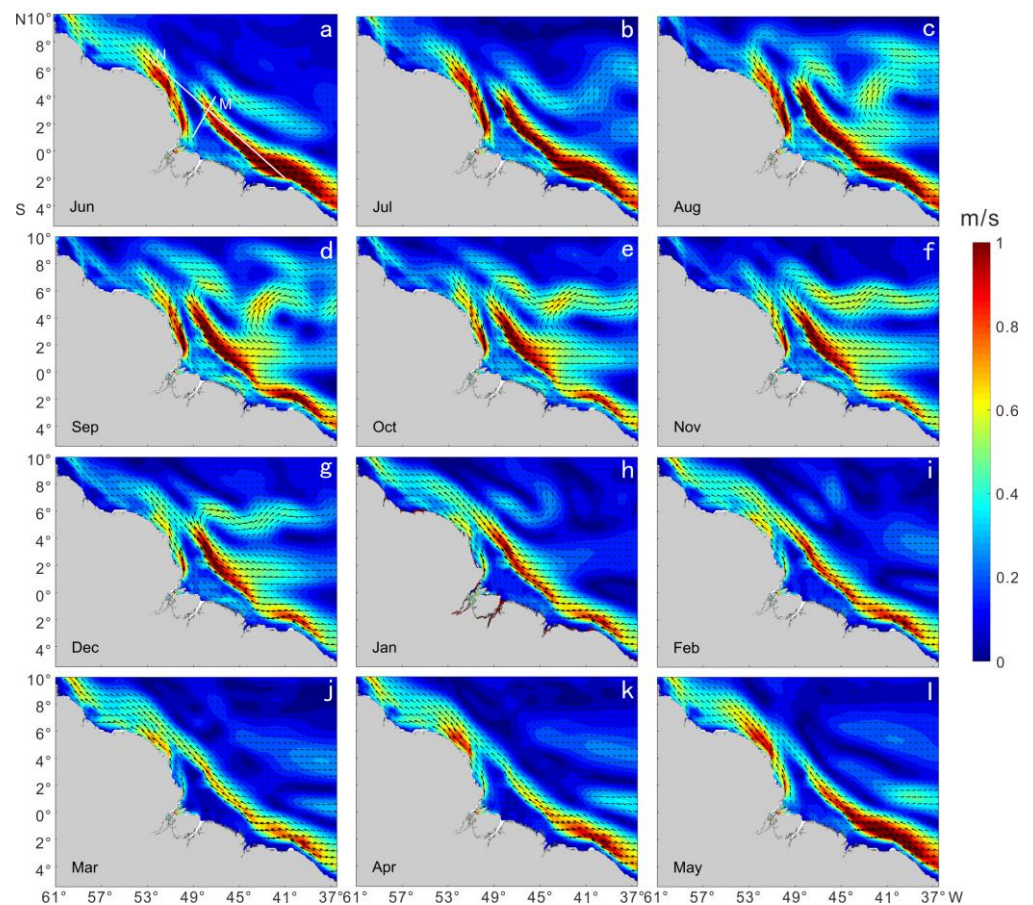 N10° a b c
8°
6° N
4° M
2°
0°
2°
S 4° Jun Jul Aug
m/s
10° d e f
8°
6°
4°
2°
0°
2°
4° Sep Oct Nov
1
0.8
0.6
0.4
0.2
0
10° g h i
8°
6°
4°
2°
0°
2°
4° Dec Jan Feb
10° j k l
8°
6°
4°
2°
0°
2°
4° Mar Apr May
61° 57° 53° 49° 45° 41° 37° 61° 57° 53° 49° 45° 41° 37° 61° 57° 53° 49° 45° 41° 37° W